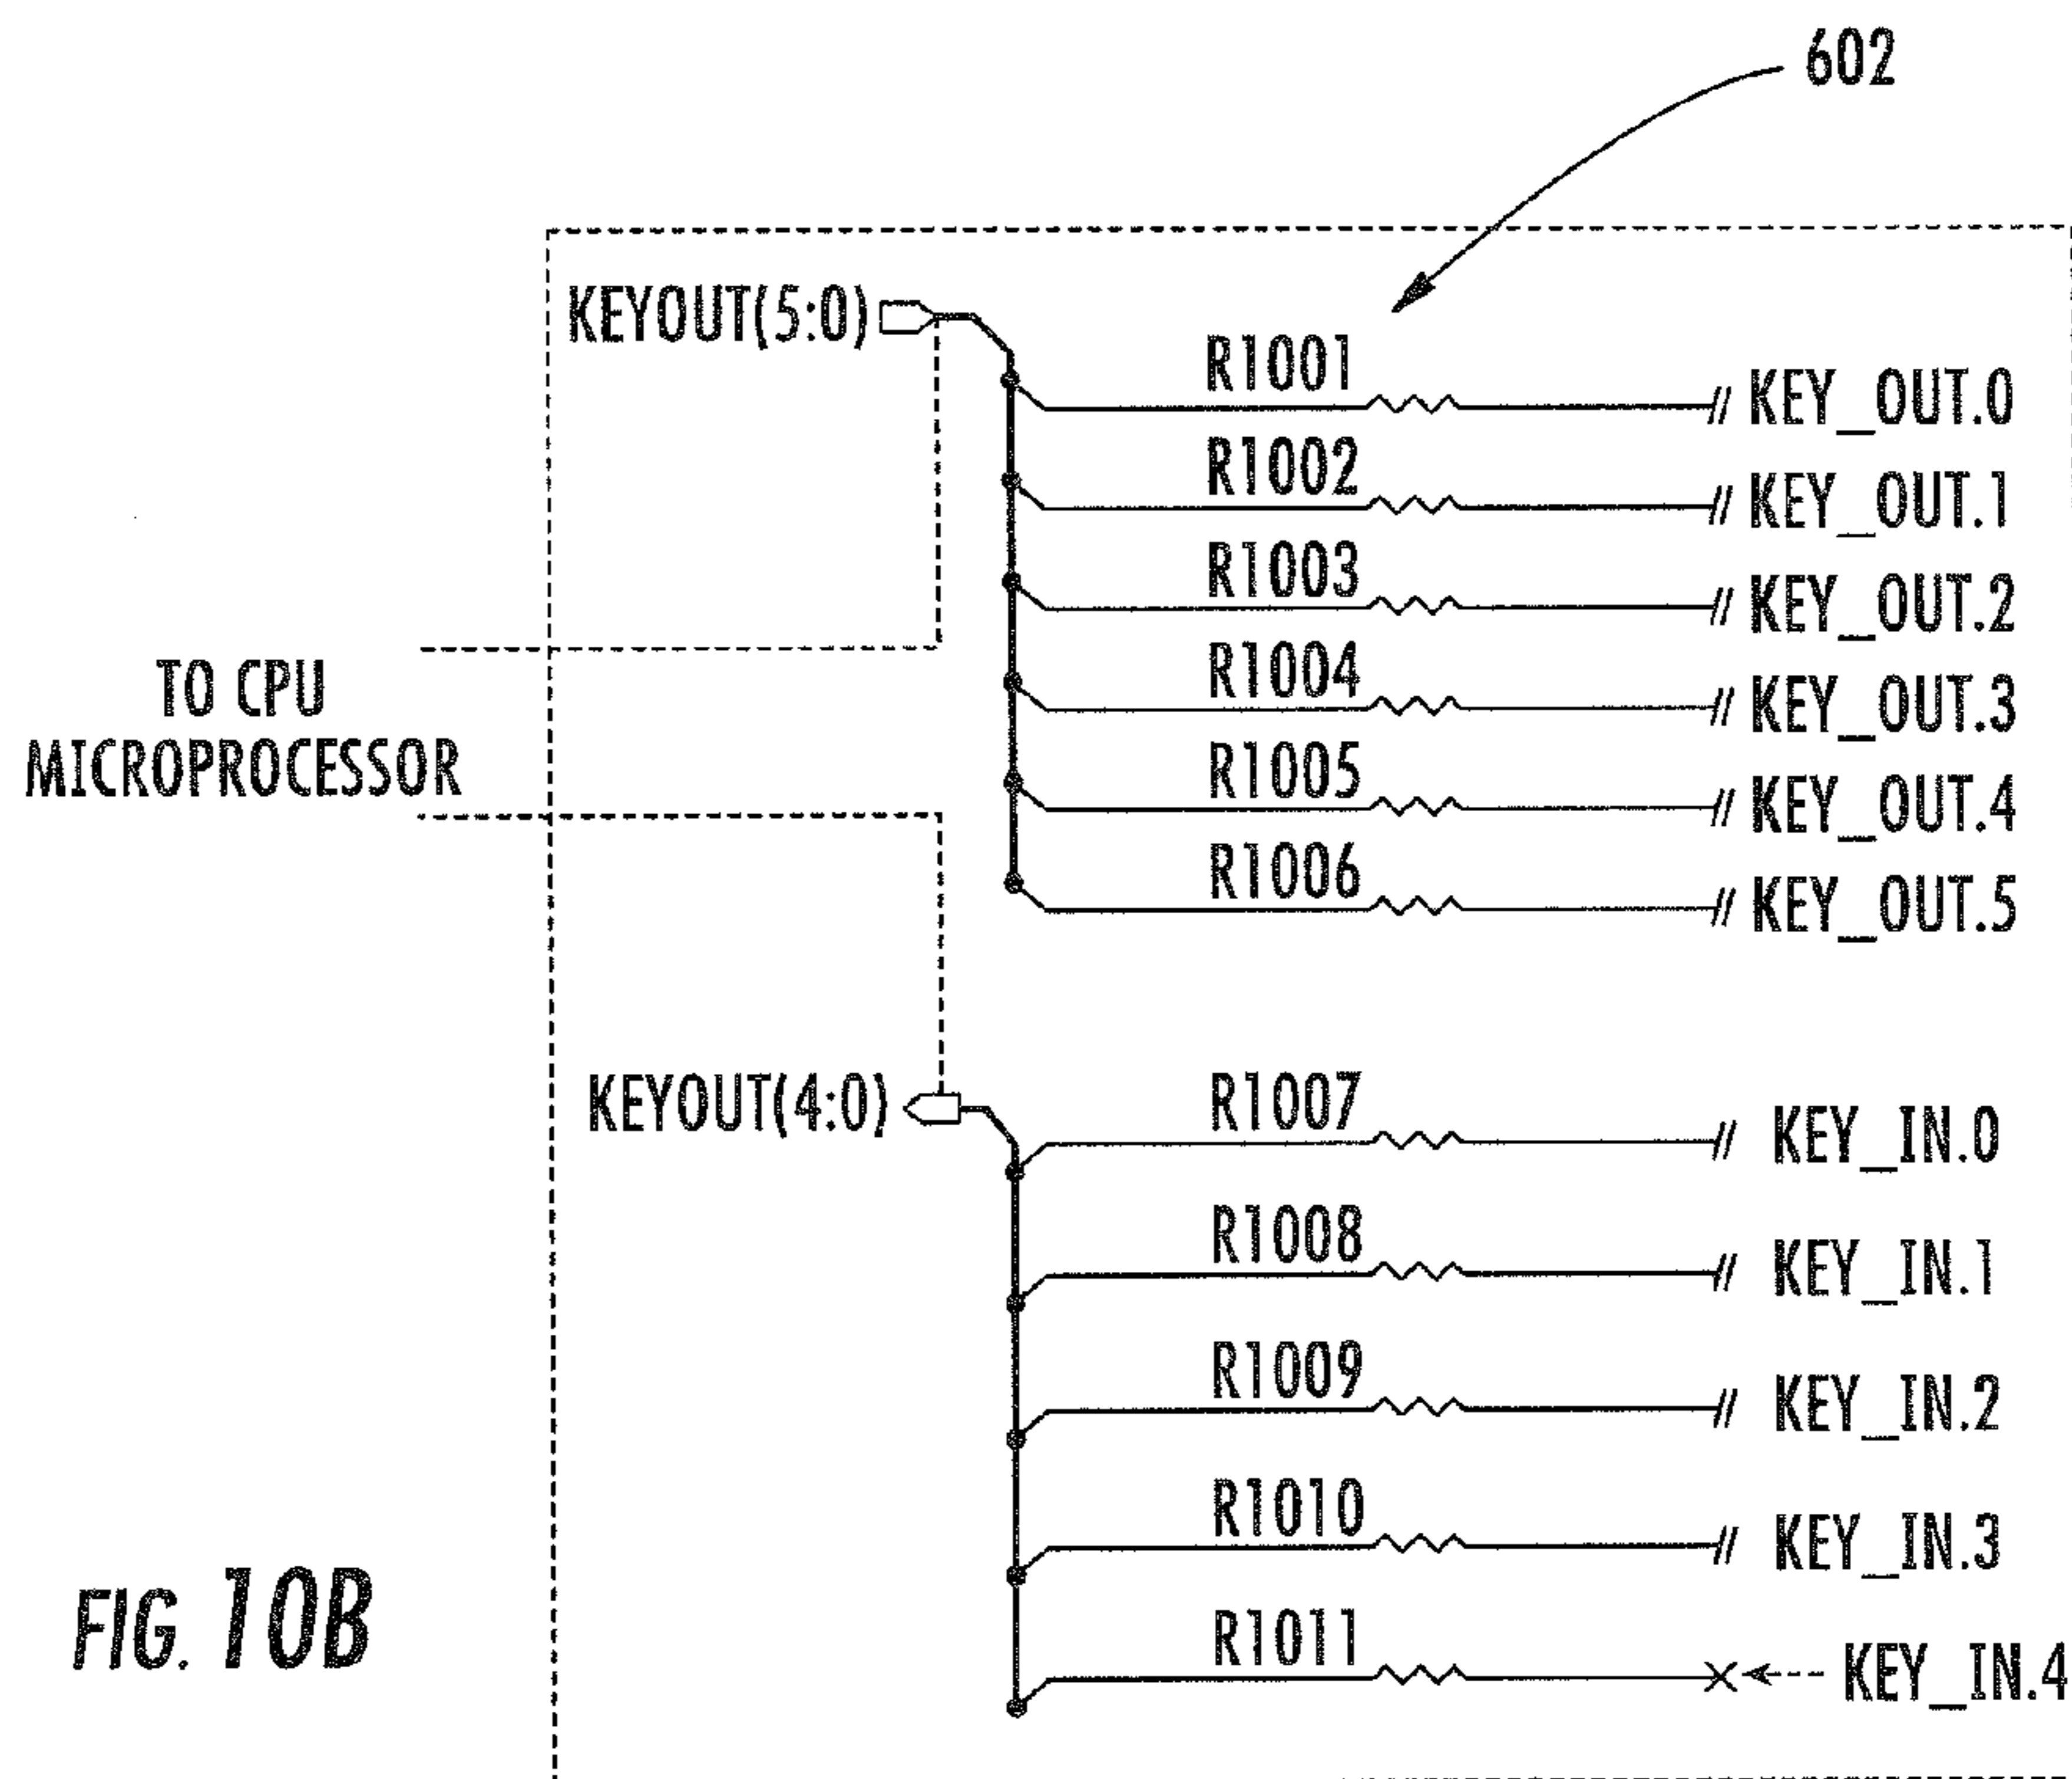 602
KEYOUT(5:0)
R1001
KEY_OUT.0
R1002
KEY_OUT.1
R1003
KEY_OUT.2
R1004
KEY_OUT.3
R1005
KEY_OUT.4
R1006
KEY_OUT.5
TO CPU
MICROPROCESSOR
KEYOUT(4:0)
R1007
KEY_IN.0
R1008
KEY_IN.1
R1009
KEY_IN.2
R1010
KEY_IN.3
R1011
KEY_IN.4
FIG. 10B